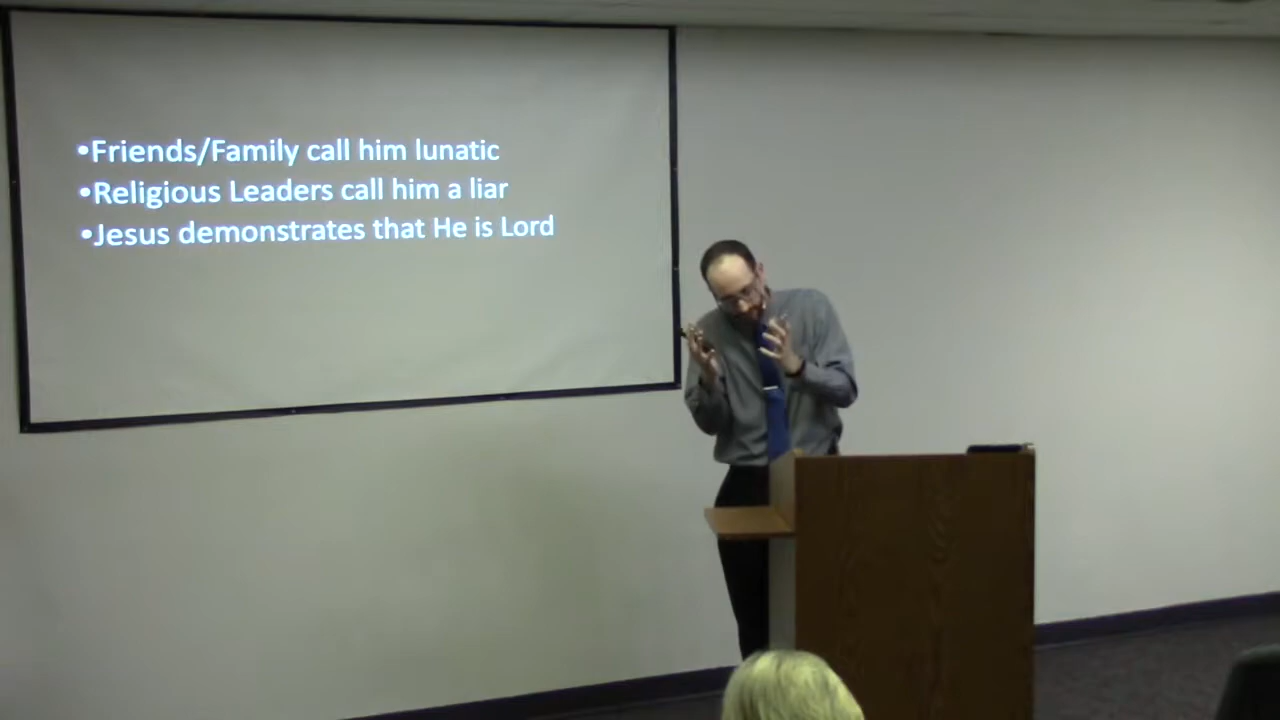 •Friends/Family call him lunatic
•Religious Leaders call him a liar
•Jesus demonstrates that He is Lord